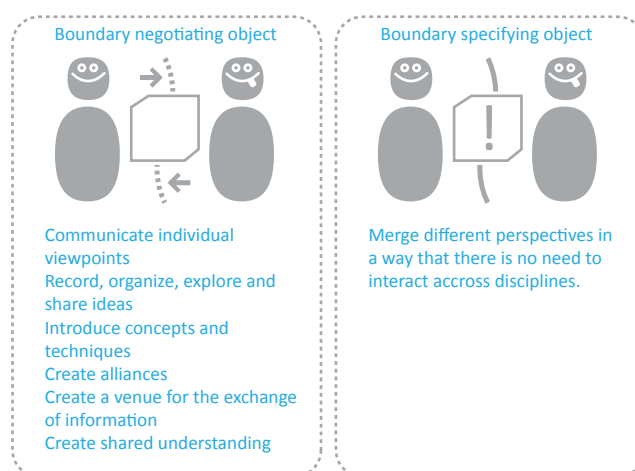 Boundary negotiating object
Communicate individual
viewpoints
Record, organize, explore and
share ideas
Introduce concepts and
techniques
Create alliances
Create a venue for the exchange
of information
Create shared understanding
Boundary specifying object
!
Merge different perspectives in
a way that there is no need to
interact accross disciplines.